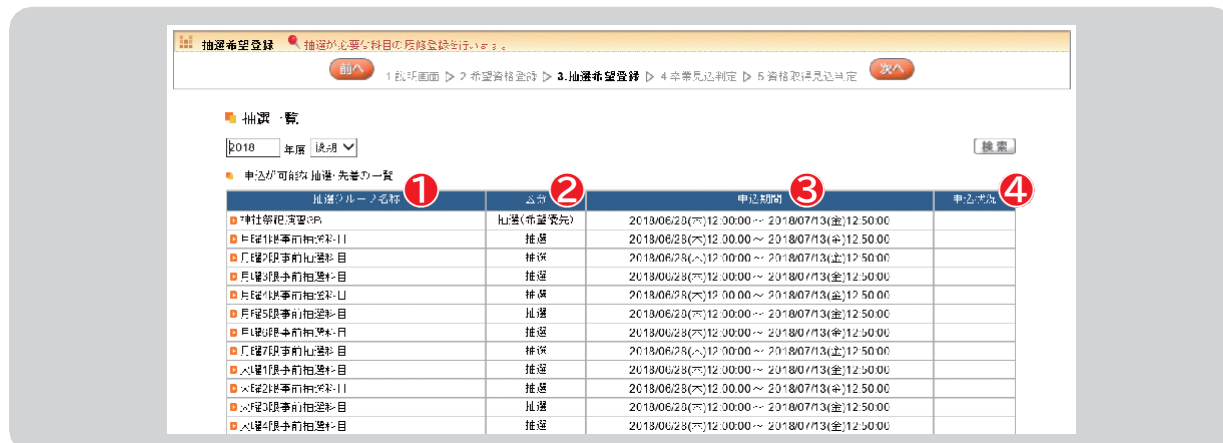 抽選希望登録 抽選が必要な科目の履修登録を行います。
前へ 1.説明画面 ▷ 2.希望資格登録 ▷ 3.抽選希望登録 ▷ 4.卒業見込判定 ▷ 5.資格取得見込判定 次へ
抽選一覧
2018 年度 後期 検索
申込が可能な抽選・先着の一覧
抽選グループ名称 1 区分 2 申込期間 3 申込状況 4
神社祭祀演習3B 抽選(希望優先) 2018/06/28(木)12:00:00～2018/07/13(金)12:50:00
月曜1限事前抽選科目 抽選 2018/06/28(木)12:00:00～2018/07/13(金)12:50:00
月曜2限事前抽選科目 抽選 2018/06/28(木)12:00:00～2018/07/13(金)12:50:00
月曜3限事前抽選科目 抽選 2018/06/28(木)12:00:00～2018/07/13(金)12:50:00
月曜4限事前抽選科目 抽選 2018/06/28(木)12:00:00～2018/07/13(金)12:50:00
月曜5限事前抽選科目 抽選 2018/06/28(木)12:00:00～2018/07/13(金)12:50:00
月曜6限事前抽選科目 抽選 2018/06/28(木)12:00:00～2018/07/13(金)12:50:00
月曜7限事前抽選科目 抽選 2018/06/28(木)12:00:00～2018/07/13(金)12:50:00
火曜1限事前抽選科目 抽選 2018/06/28(木)12:00:00～2018/07/13(金)12:50:00
火曜2限事前抽選科目 抽選 2018/06/28(木)12:00:00～2018/07/13(金)12:50:00
火曜3限事前抽選科目 抽選 2018/06/28(木)12:00:00～2018/07/13(金)12:50:00
火曜4限事前抽選科目 抽選 2018/06/28(木)12:00:00～2018/07/13(金)12:50:00